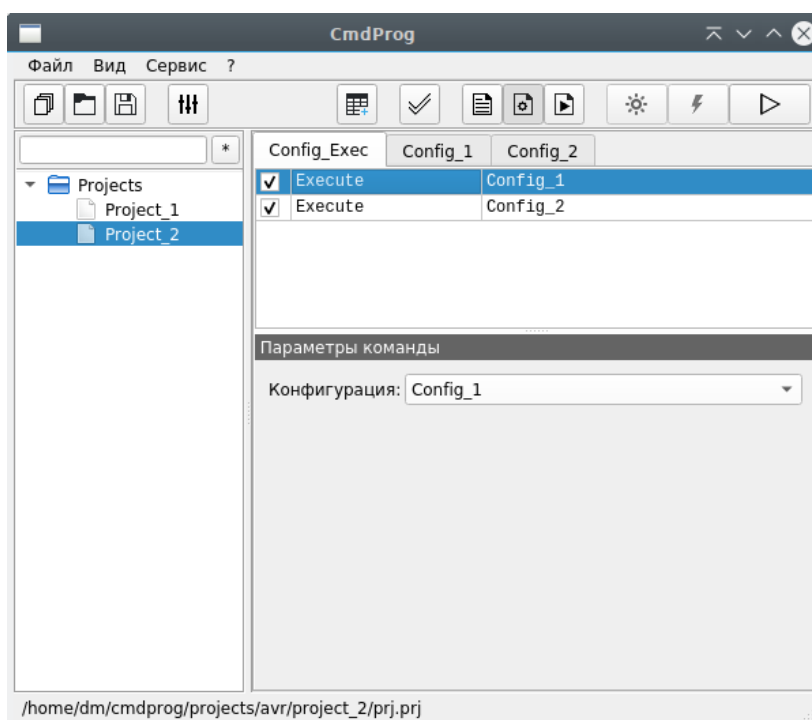 CmdProg
Файл Вид Сервис ?
*
Config_Exec Config_1 Config_2
Projects
Project_1
Project_2
Execute Config_1
Execute Config_2
Параметры команды
Конфигурация: Config_1
/home/dm/cmdprog/projects/avr/project_2/prj.prj